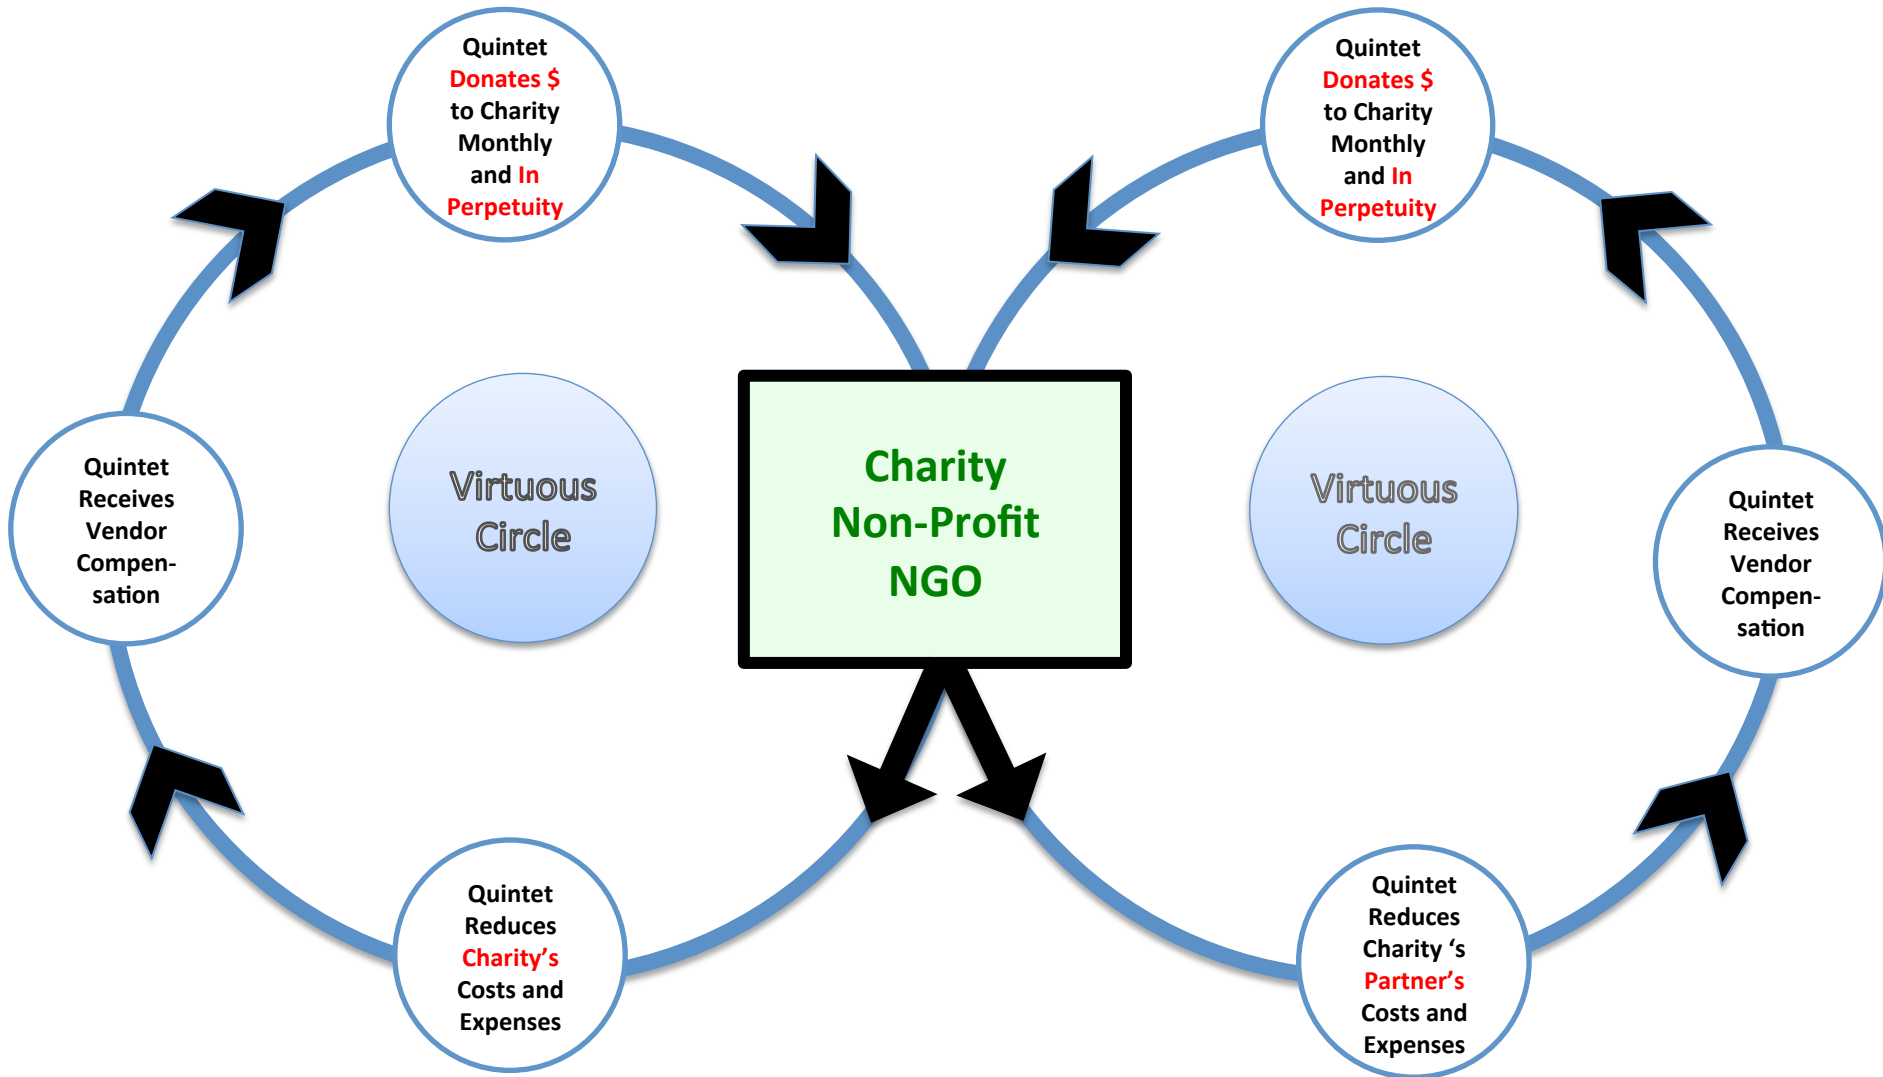 Quintet
Donates $
to Charity
Monthly
and In
Perpetuity
Quintet
Donates $
to Charity
Monthly
and In
Perpetuity
Quintet
Receives
Vendor
Compen-
sation
Virtuous
Circle
Charity
Non-Profit
NGO
Virtuous
Circle
Quintet
Receives
Vendor
Compen-
sation
Quintet
Reduces
Charity’s
Costs and
Expenses
Quintet
Reduces
Charity ‘s
Partner’s
Costs and
Expenses